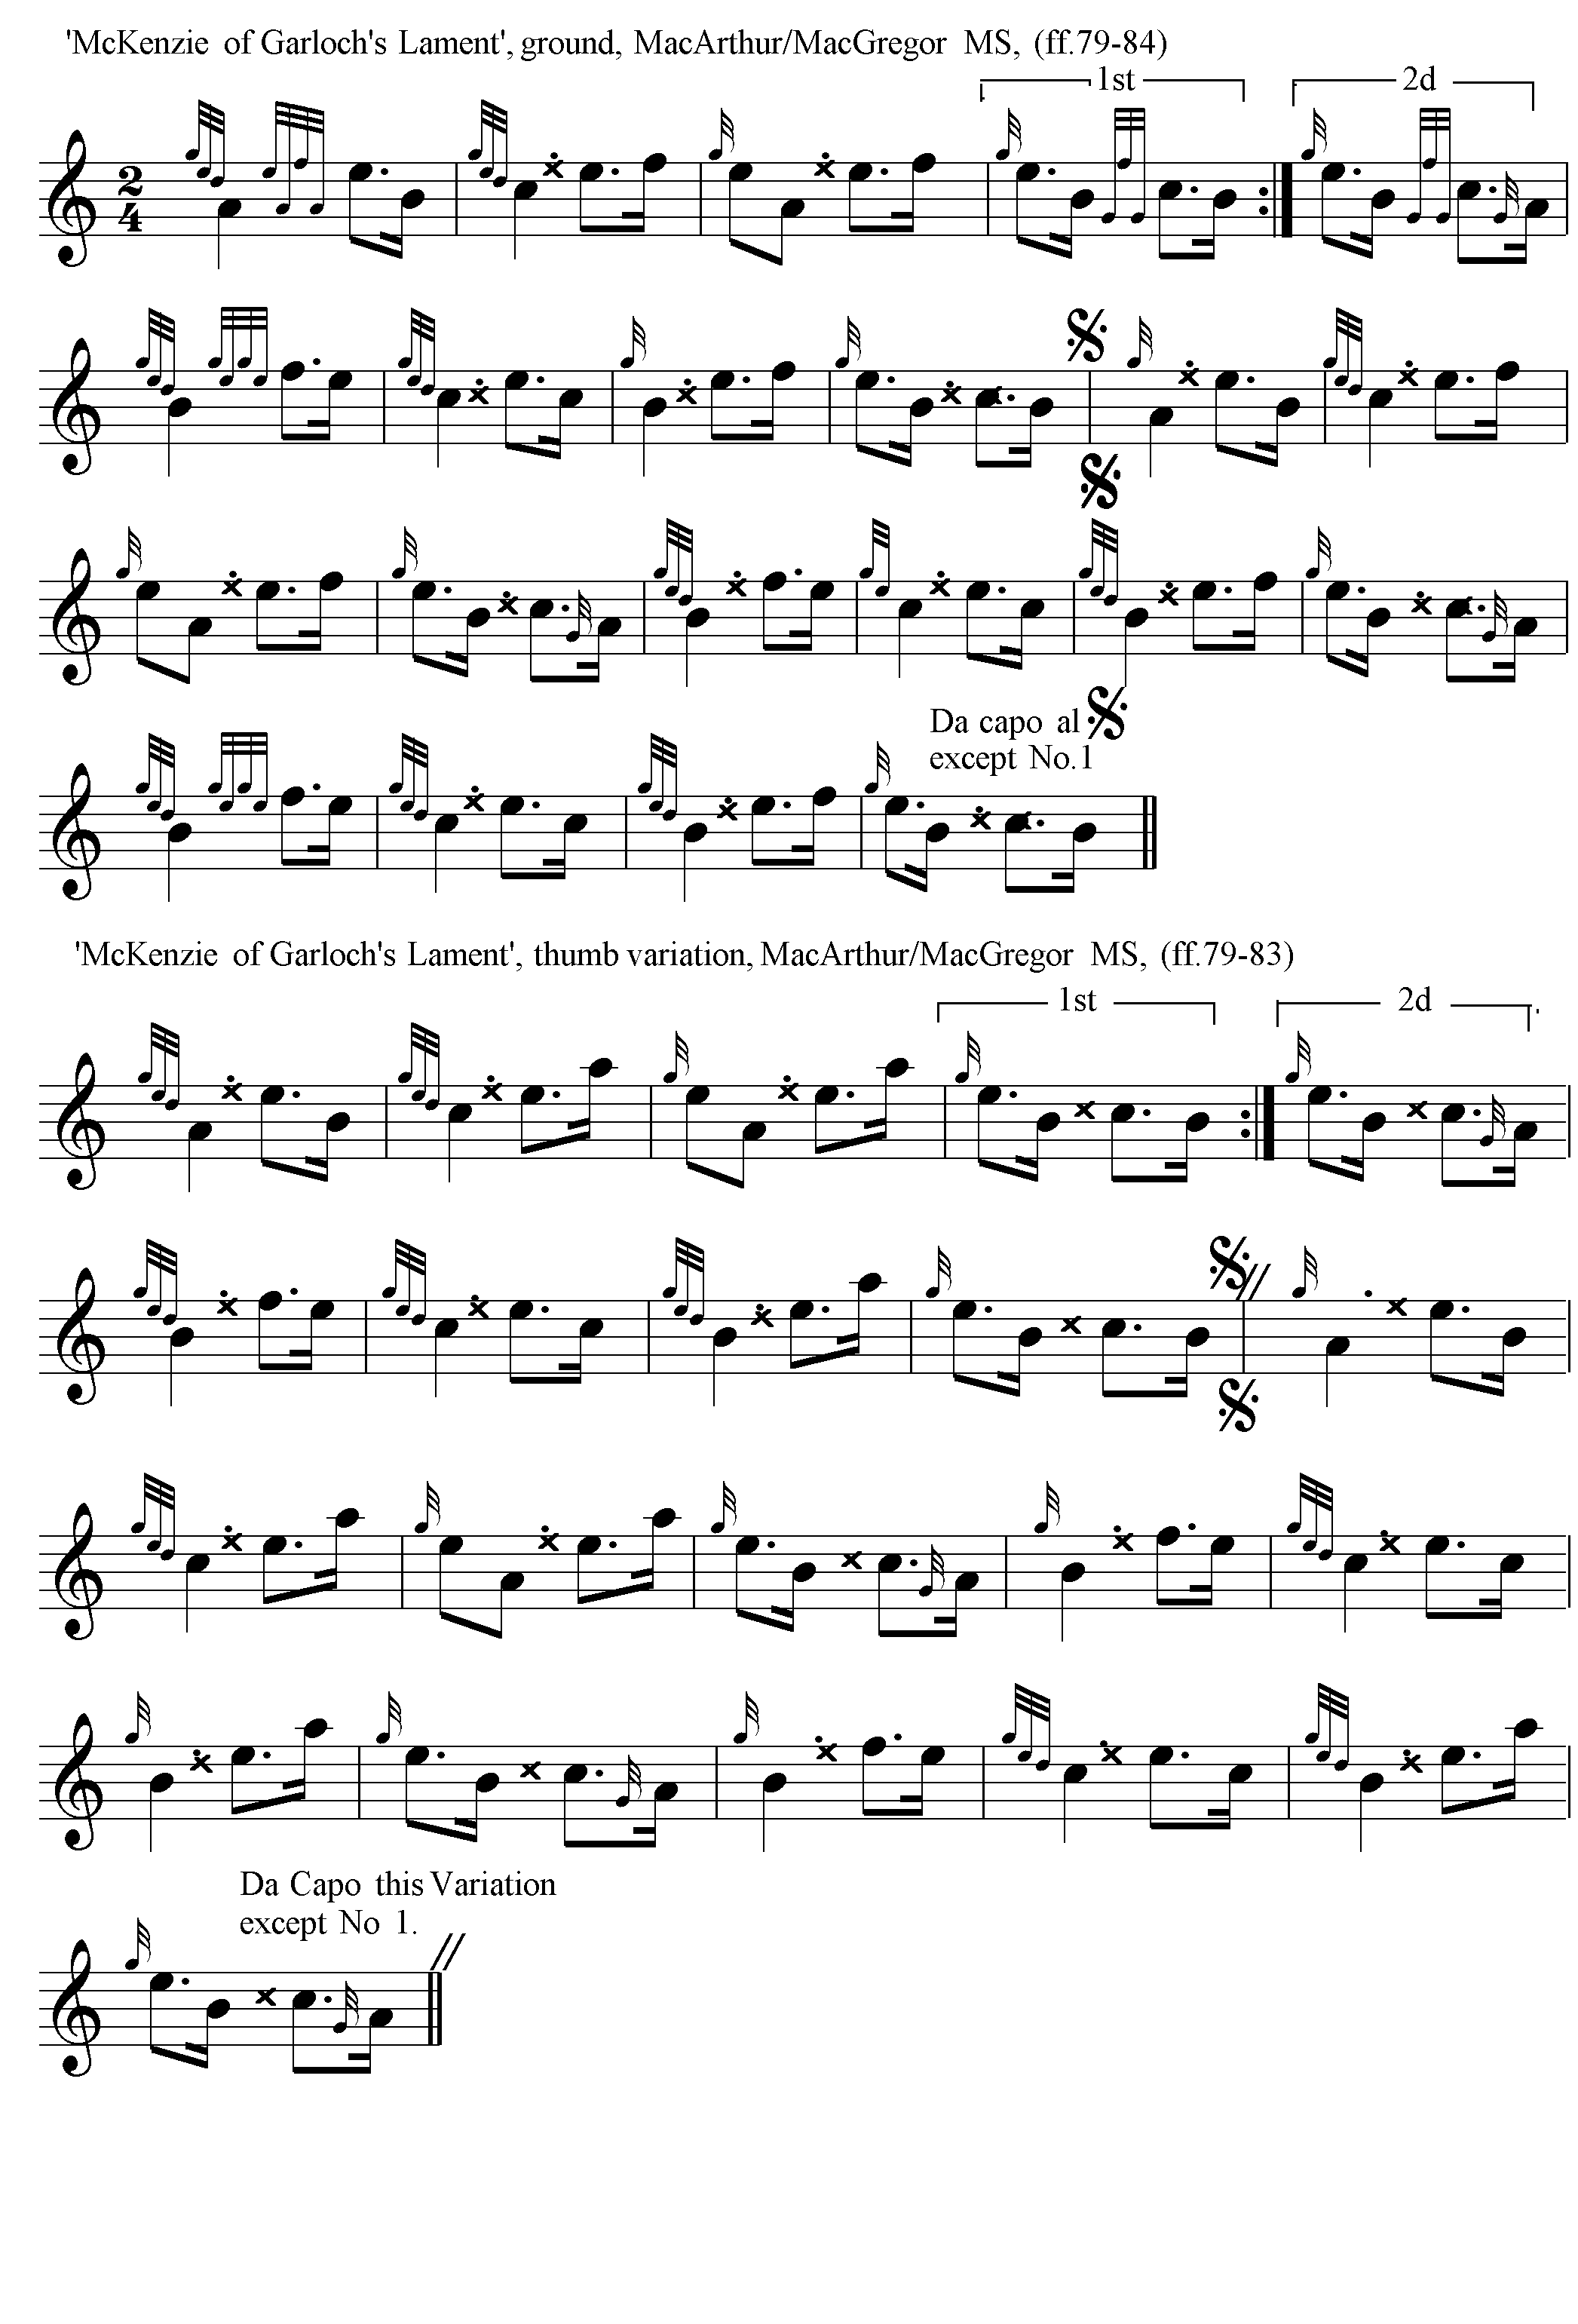 'McKenzie of Garloch's Lament', ground, MacArthur/MacGregor MS, (ff.79-84)
1st 2d
2
4
Da capo al
except No.1
'McKenzie of Garloch's Lament', thumb variation, MacArthur/MacGregor MS, (ff.79-83)
1st 2d
Da Capo this Variation
except No 1.